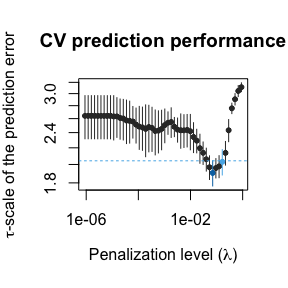 CV prediction performance
τ-scale of the prediction error
3.0
2.4
1.8
1e-06
1e-02
Penalization level (λ)